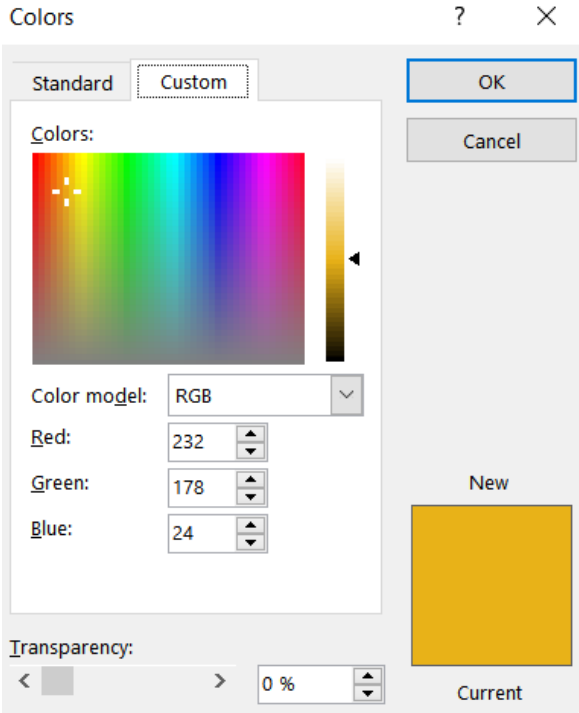 Colors ? ×
Standard Custom OK
Cancel
Colors:
Color model: RGB
Red: 232
Green: 178
Blue: 24
New
Transparency:
< > 0 %
Current